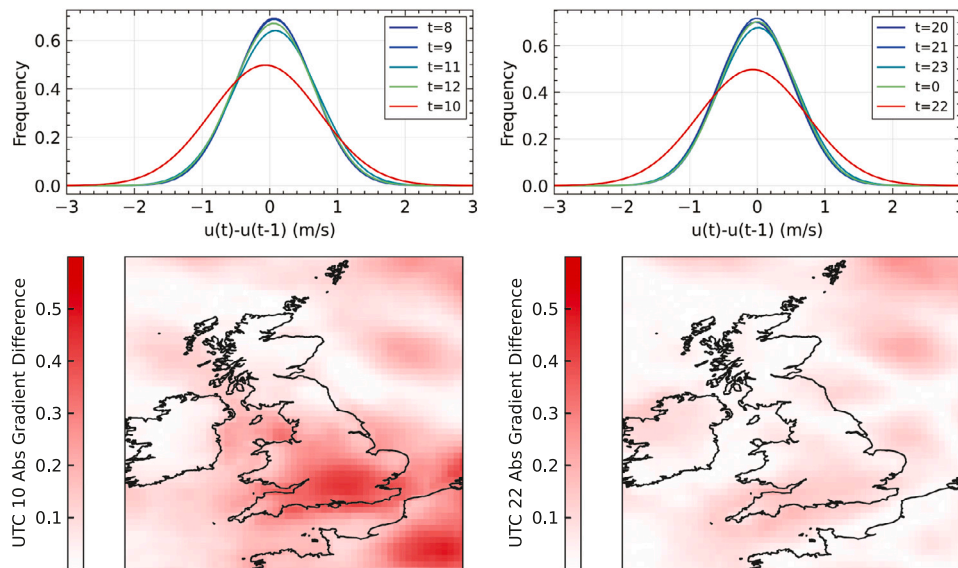 Frequency
0.6
0.4
0.2
0.0
t=8
t=9
t=11
t=12
t=10
−3 −2 −1 0 1 2 3
u(t)-u(t-1) (m/s)
Frequency
0.6
0.4
0.2
0.0
t=20
t=21
t=23
t=0
t=22
−3 −2 −1 0 1 2 3
u(t)-u(t-1) (m/s)
UTC 10 Abs Gradient Difference
0.5
0.4
0.3
0.2
0.1
UTC 22 Abs Gradient Difference
0.5
0.4
0.3
0.2
0.1